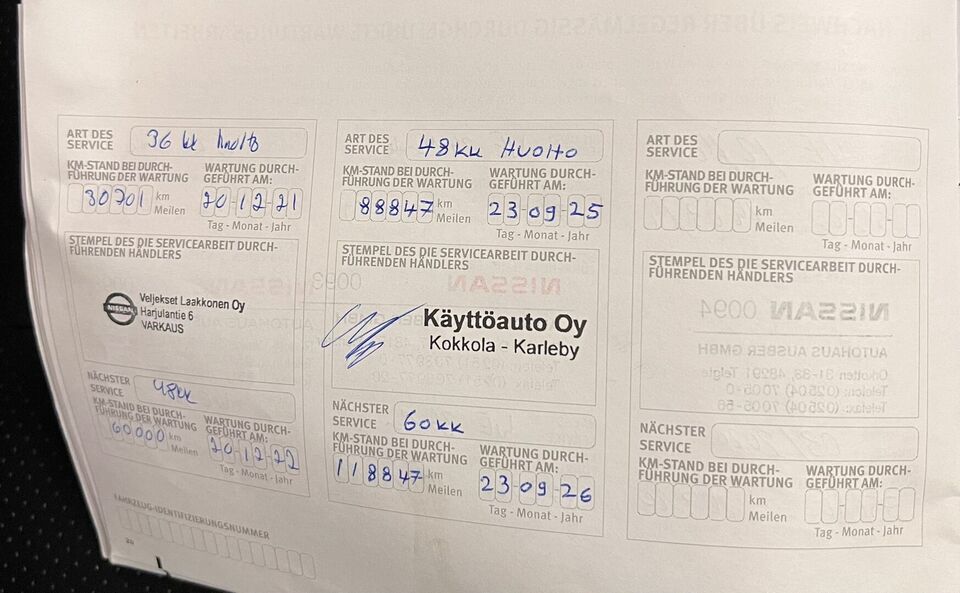 ART DES
SERVICE
36 kk huolto
KM-STAND BEI DURCH-
FÜHRUNG DER WARTUNG
30701 km
Meilen
WARTUNG DURCH-
GEFÜHRT AM:
20-12-21
Tag - Monat - Jahr
STEMPEL DES DIE SERVICEARBEIT DURCH-
FÜHRENDEN HÄNDLERS
NISSAN
Veljekset Laakkonen Oy
Harjulantie 6
VARKAUS
NÄCHSTER
SERVICE
48kk
KM-STAND BEI DURCH-
FÜHRUNG DER WARTUNG
60000 km
Meilen
WARTUNG DURCH-
GEFÜHRT AM:
20-12-22
Tag - Monat - Jahr
FAHRZEUG-IDENTIFIZIERUNGSNUMMER
ART DES
SERVICE
48KK HUOLTO
KM-STAND BEI DURCH-
FÜHRUNG DER WARTUNG
88847 km
Meilen
WARTUNG DURCH-
GEFÜHRT AM:
23-09-25
Tag - Monat - Jahr
STEMPEL DES DIE SERVICEARBEIT DURCH-
FÜHRENDEN HÄNDLERS
NISSAN 0093
Käyttöauto Oy
Kokkola - Karleby
NÄCHSTER
SERVICE
60KK
KM-STAND BEI DURCH-
FÜHRUNG DER WARTUNG
118847 km
Meilen
WARTUNG DURCH-
GEFÜHRT AM:
23-09-26
Tag - Monat - Jahr
ART DES
SERVICE
KM-STAND BEI DURCH-
FÜHRUNG DER WARTUNG
km
Meilen
WARTUNG DURCH-
GEFÜHRT AM:
Tag - Monat - Jahr
STEMPEL DES DIE SERVICEARBEIT DURCH-
FÜHRENDEN HÄNDLERS
NISSAN 0094
AUTOHAUS AUSBER GMBH
Orkotten 31-33, 48291 Telgte
Telefon: (02504) 7005-0
Telefax: (02504) 7005-56
NÄCHSTER
SERVICE
KM-STAND BEI DURCH-
FÜHRUNG DER WARTUNG
km
Meilen
WARTUNG DURCH-
GEFÜHRT AM:
Tag - Monat - Jahr